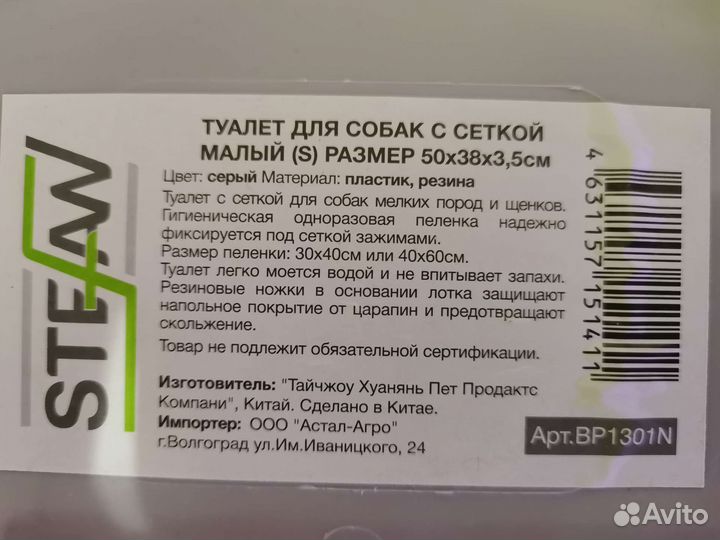 STEFAN
ТУАЛЕТ ДЛЯ СОБАК С СЕТКОЙ
МАЛЫЙ (S) РАЗМЕР 50х38х3,5см
Цвет: серый Материал: пластик, резина
Туалет с сеткой для собак мелких пород и щенков.
Гигиеническая одноразовая пеленка надежно
фиксируется под сеткой зажимами.
Размер пеленки: 30х40см или 40х60см.
Туалет легко моется водой и не впитывает запахи.
Резиновые ножки в основании лотка защищают
напольное покрытие от царапин и предотвращают
скольжение.
Товар не подлежит обязательной сертификации.
Изготовитель: "Тайчжоу Хуанянь Пет Продактс
Компани", Китай. Сделано в Китае.
Импортер: ООО "Астал-Агро"
г.Волгоград ул.Им.Иваницкого, 24
4 631157 151411
Арт.BP1301N
Avito